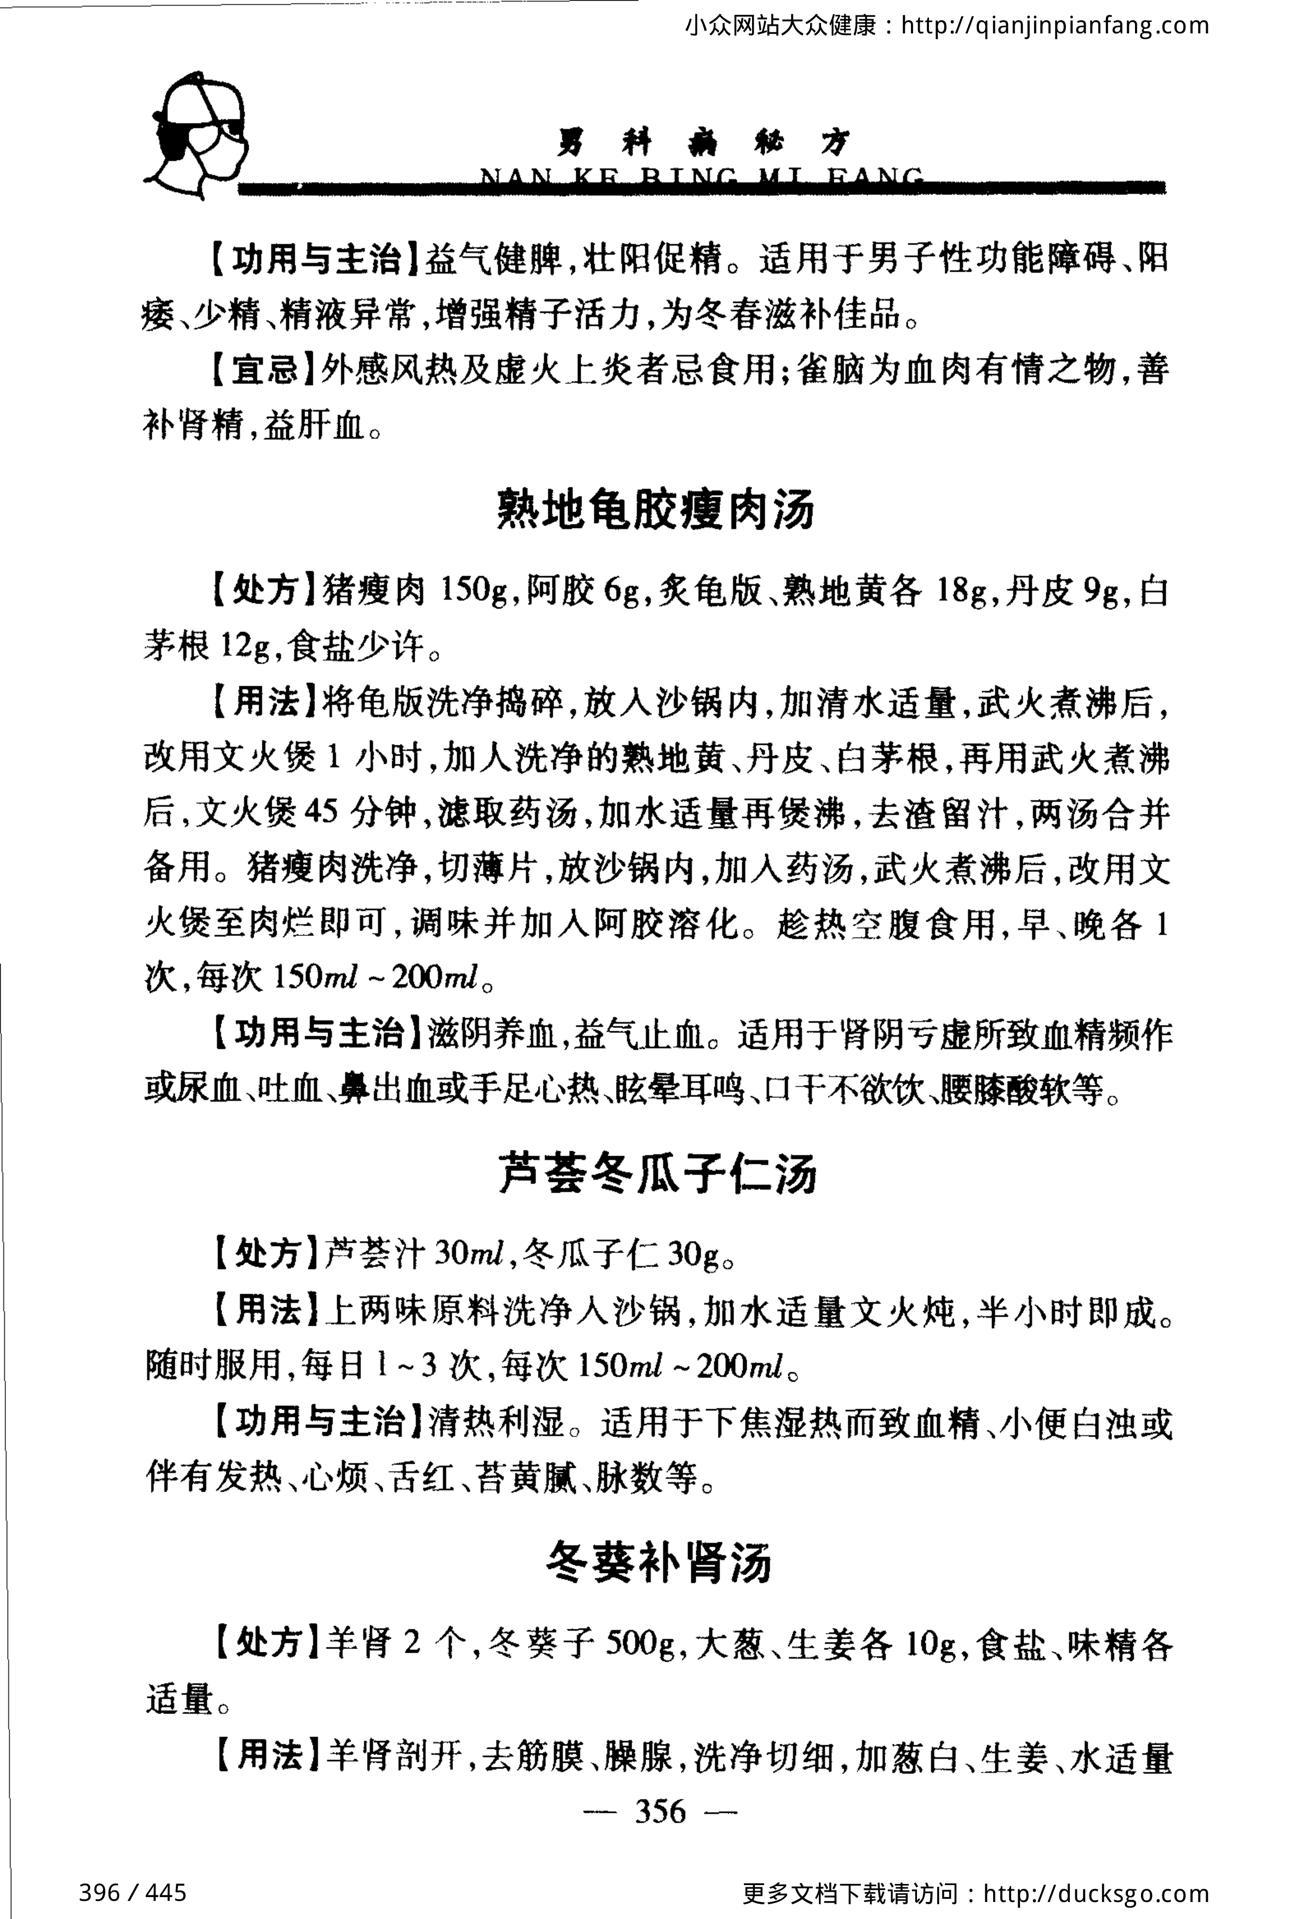 小众网站大众健康：http://qianjinpianfang.com
男科病秘方
NAN KE BING MI FANG
【功用与主治】益气健脾,壮阳促精。适用于男子性功能障碍、阳
痿、少精、精液异常,增强精子活力,为冬春滋补佳品。
【宜忌】外感风热及虚火上炎者忌食用;雀脑为血肉有情之物,善
补肾精,益肝血。
熟地龟胶瘦肉汤
【处方】猪瘦肉 150g,阿胶 6g,炙龟版、熟地黄各 18g,丹皮 9g,白
茅根 12g,食盐少许。
【用法】将龟版洗净捣碎,放入沙锅内,加清水适量,武火煮沸后,
改用文火煲 1 小时,加入洗净的熟地黄、丹皮、白茅根,再用武火煮沸
后,文火煲 45 分钟,滤取药汤,加水适量再煲沸,去渣留汁,两汤合并
备用。猪瘦肉洗净,切薄片,放沙锅内,加入药汤,武火煮沸后,改用文
火煲至肉烂即可,调味并加入阿胶溶化。趁热空腹食用,早、晚各 1
次,每次 150ml ~ 200ml。
【功用与主治】滋阴养血,益气止血。适用于肾阴亏虚所致血精频作
或尿血、吐血、鼻出血或手足心热、眩晕耳鸣、口干不欲饮、腰膝酸软等。
芦荟冬瓜子仁汤
【处方】芦荟汁 30ml,冬瓜子仁 30g。
【用法】上两味原料洗净入沙锅,加水适量文火炖,半小时即成。
随时服用,每日 1 ~ 3 次,每次 150ml ~ 200ml。
【功用与主治】清热利湿。适用于下焦湿热而致血精、小便白浊或
伴有发热、心烦、舌红、苔黄腻、脉数等。
冬葵补肾汤
【处方】羊肾 2 个,冬葵子 500g,大葱、生姜各 10g,食盐、味精各
适量。
【用法】羊肾剖开,去筋膜、臊腺,洗净切细,加葱白、生姜、水适量
— 356 —
396 / 445
更多文档下载请访问：http://ducksgo.com